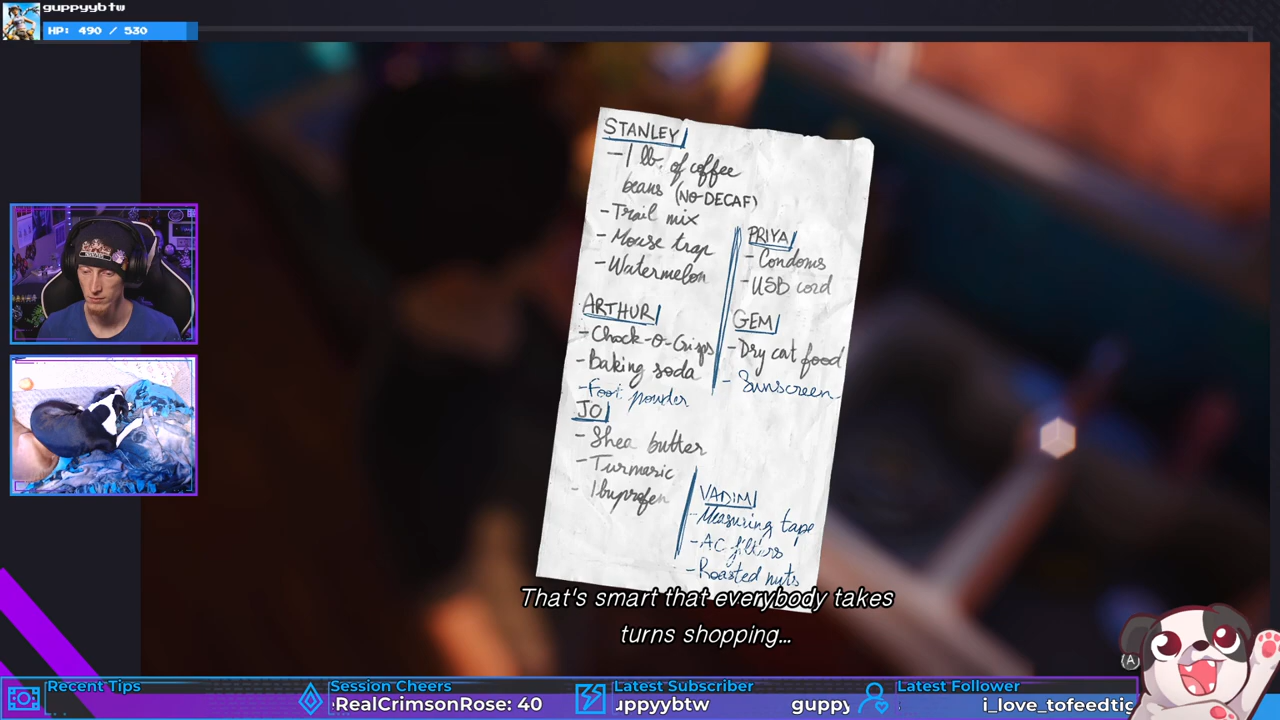 guppyybtw
HP: 490 / 530
STANLEY
- 1 lb. of coffee
beans (NO DECAF)
- Trail mix
- Mouse trap
- Watermelon
ARTHUR
- Chock-O-Crisps
- Baking soda
- Foot powder
JO
- Shea butter
- Turmaric
- Ibuprofen
PRIYA
- Condoms
- USB cord
GEM
- Dry cat food
- Sunscreen
VADIM
- Measuring tape
- AC filters
- Roasted nuts
That's smart that everybody takes
turns shopping...
(A)
Recent Tips
Session Cheers
RealCrimsonRose: 40
Latest Subscriber
uppyybtw guppy
Latest Follower
i_love_tofeedtig